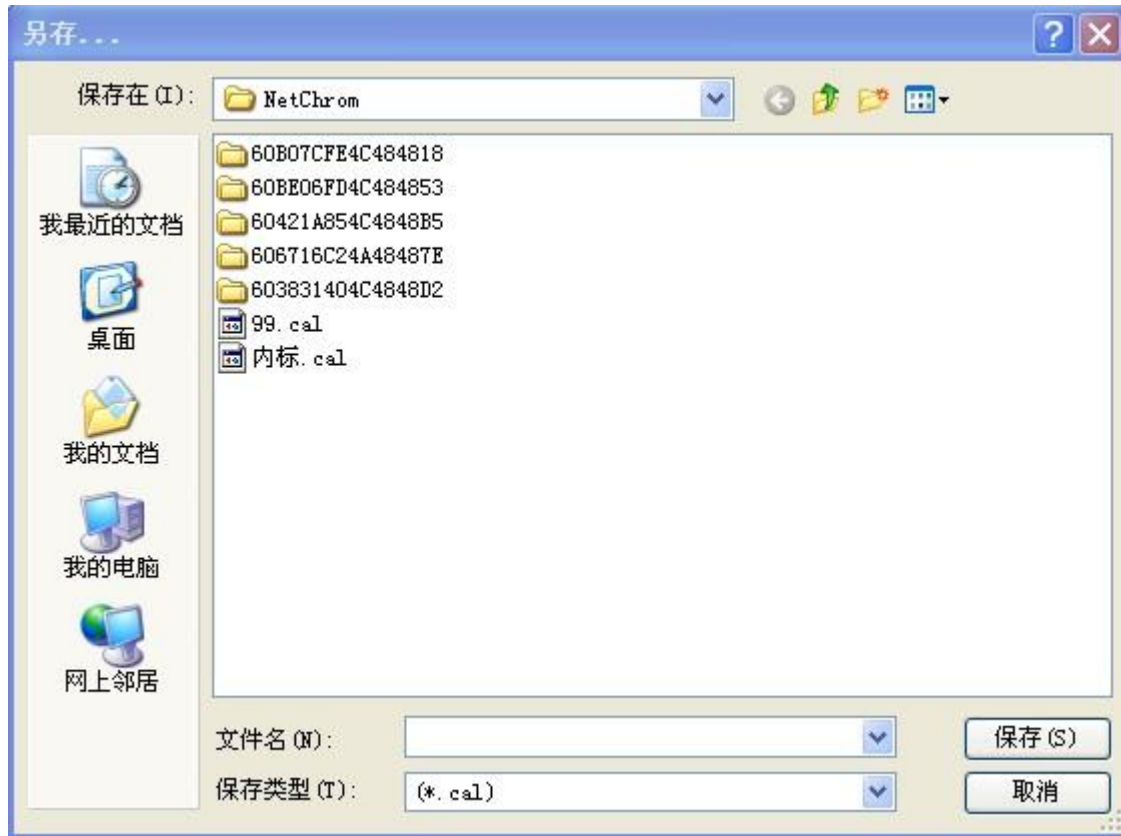 另存...
保存在(I):
NetChrom
我最近的文档
桌面
我的文档
我的电脑
网上邻居
60B07CFE4C484818
60BE06FD4C484853
60421A854C4848B5
606716C24A48487E
603831404C4848D2
99.cal
内标.cal
文件名(N):
保存(S)
保存类型(T):
(*.cal)
取消